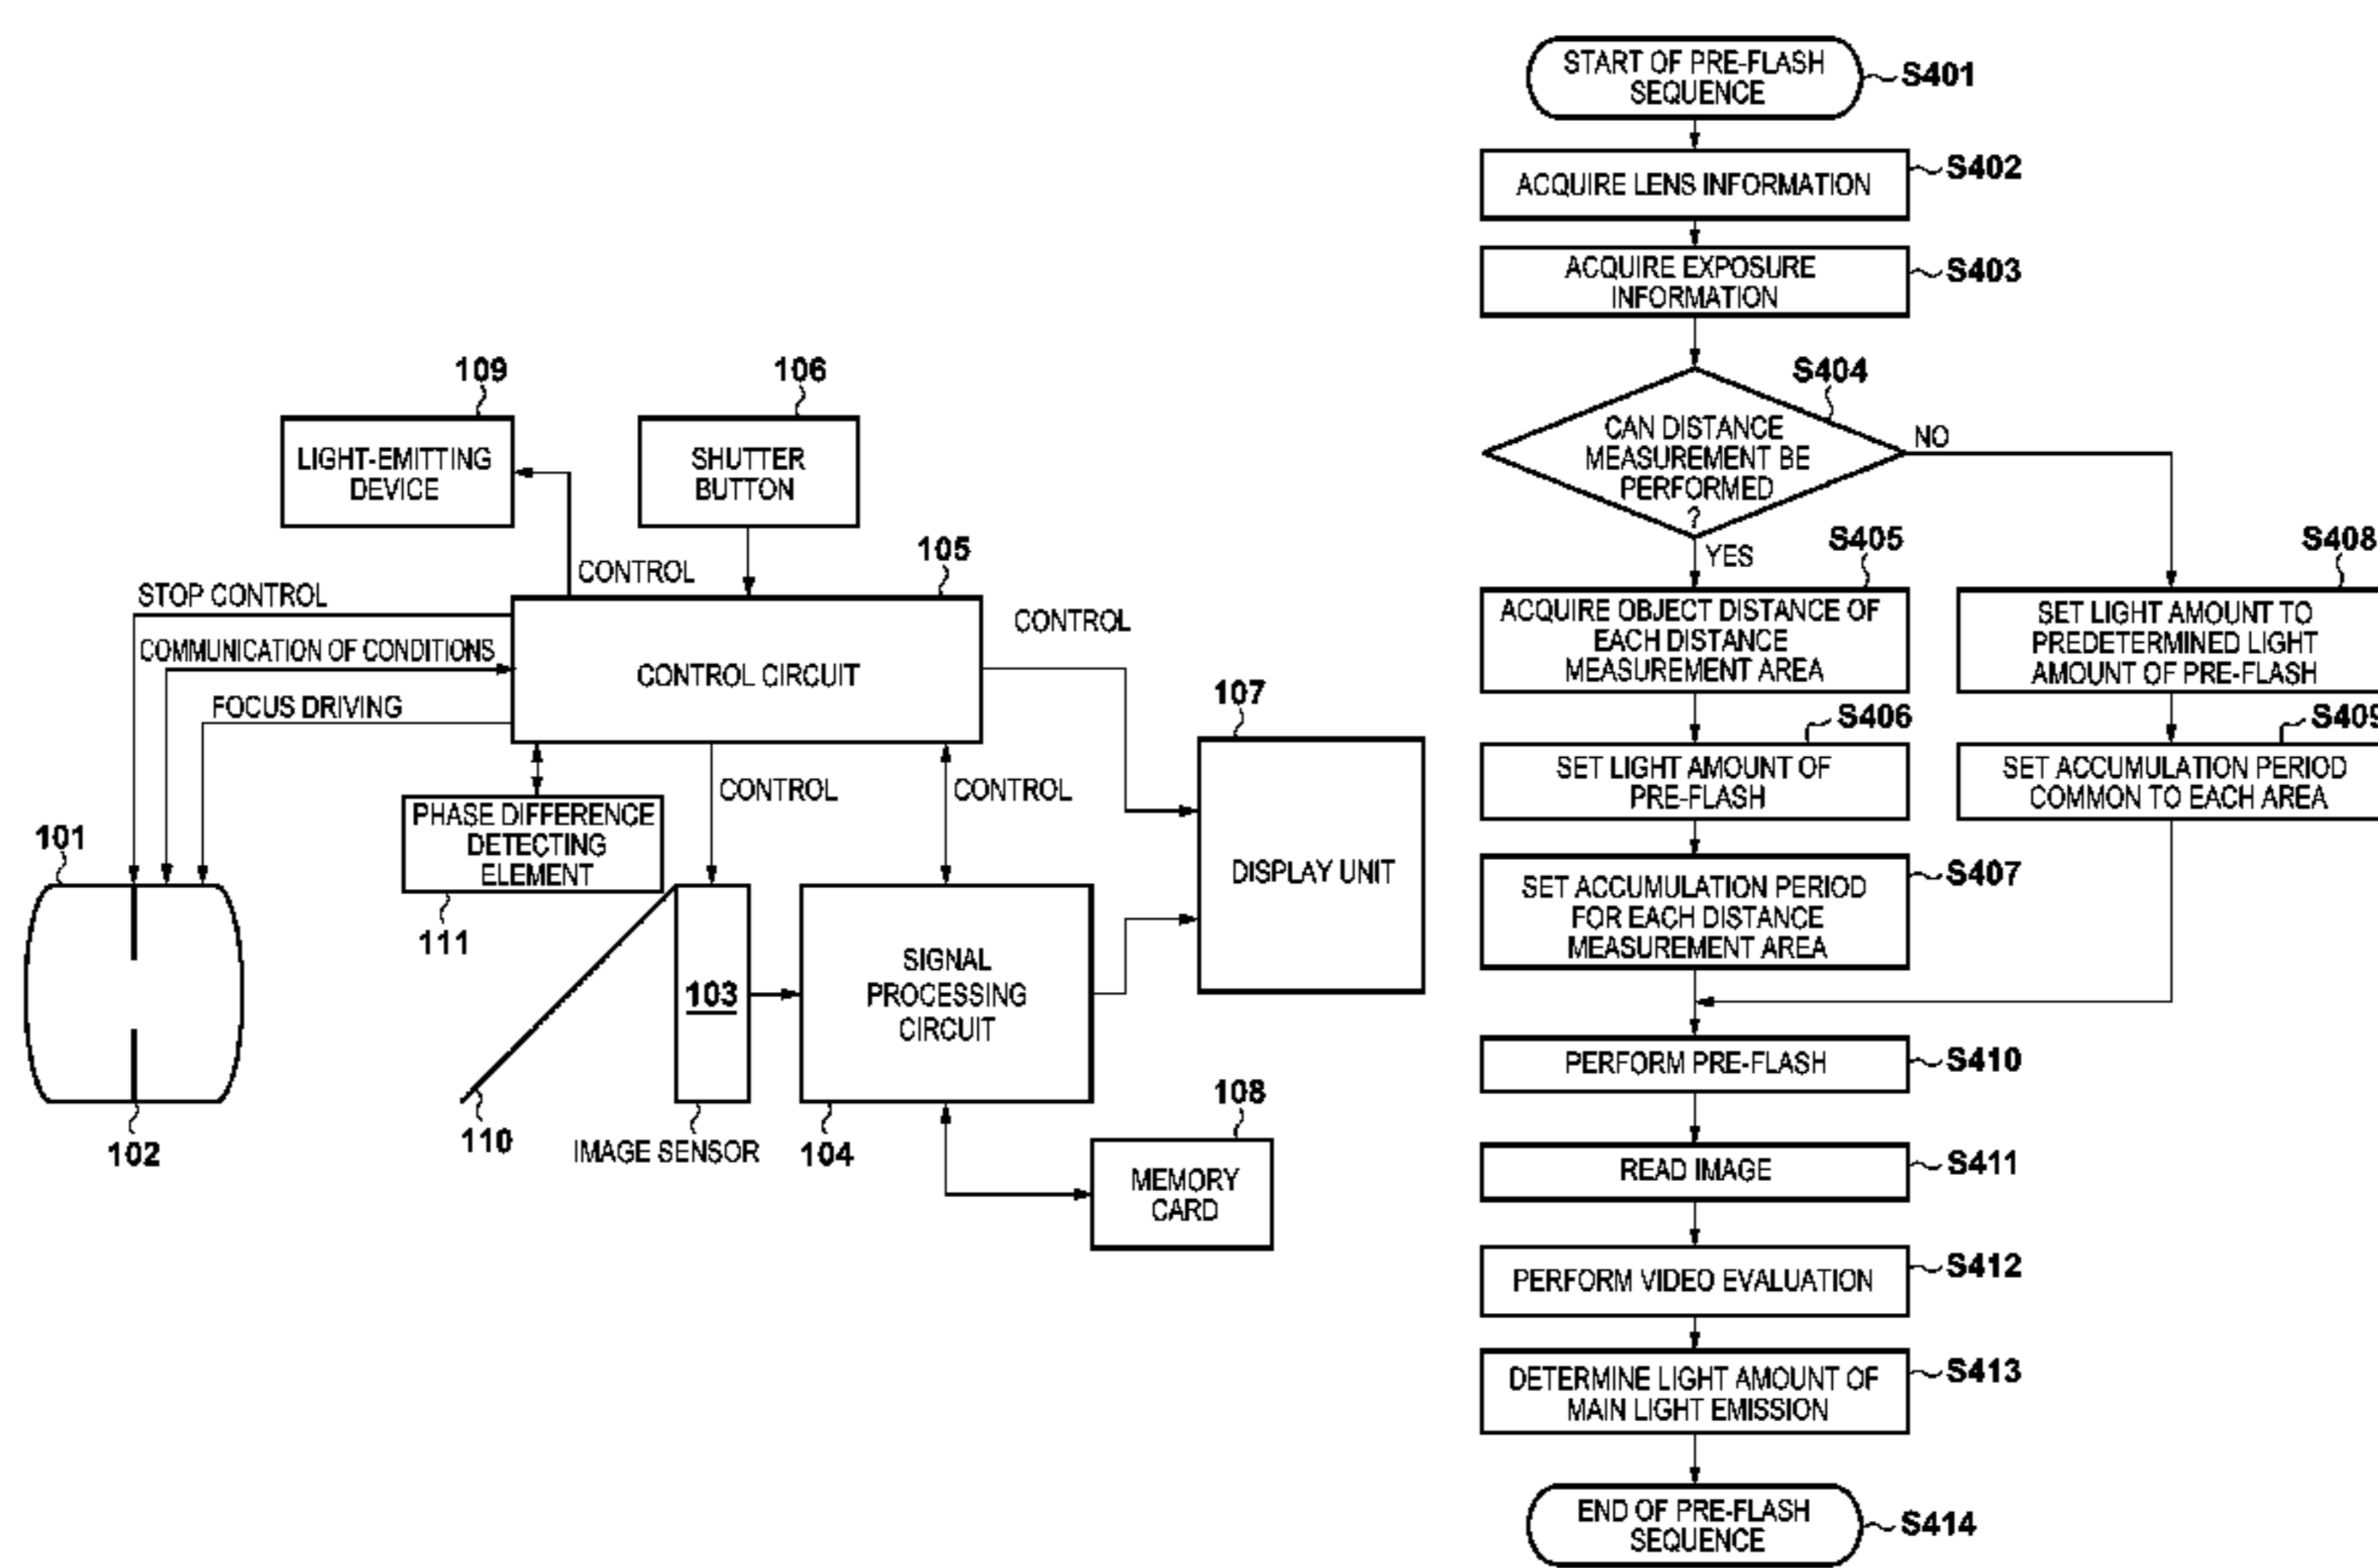 109
LIGHT-EMITTING
DEVICE
106
SHUTTER
BUTTON
105
CONTROL
STOP CONTROL
COMMUNICATION OF CONDITIONS
FOCUS DRIVING
CONTROL CIRCUIT
CONTROL
107
DISPLAY UNIT
PHASE DIFFERENCE
DETECTING
ELEMENT
111
CONTROL
CONTROL
101
102
110
103
IMAGE SENSOR
SIGNAL
PROCESSING
CIRCUIT
104
108
MEMORY
CARD
START OF PRE-FLASH
SEQUENCE
S401
ACQUIRE LENS INFORMATION
S402
ACQUIRE EXPOSURE
INFORMATION
S403
S404
CAN DISTANCE
MEASUREMENT BE
PERFORMED
?
NO
YES
S405
ACQUIRE OBJECT DISTANCE OF
EACH DISTANCE
MEASUREMENT AREA
S408
SET LIGHT AMOUNT TO
PREDETERMINED LIGHT
AMOUNT OF PRE-FLASH
S406
SET LIGHT AMOUNT OF
PRE-FLASH
S409
SET ACCUMULATION PERIOD
COMMON TO EACH AREA
SET ACCUMULATION PERIOD
FOR EACH DISTANCE
MEASUREMENT AREA
S407
PERFORM PRE-FLASH
S410
READ IMAGE
S411
PERFORM VIDEO EVALUATION
S412
DETERMINE LIGHT AMOUNT OF
MAIN LIGHT EMISSION
S413
END OF PRE-FLASH
SEQUENCE
S414